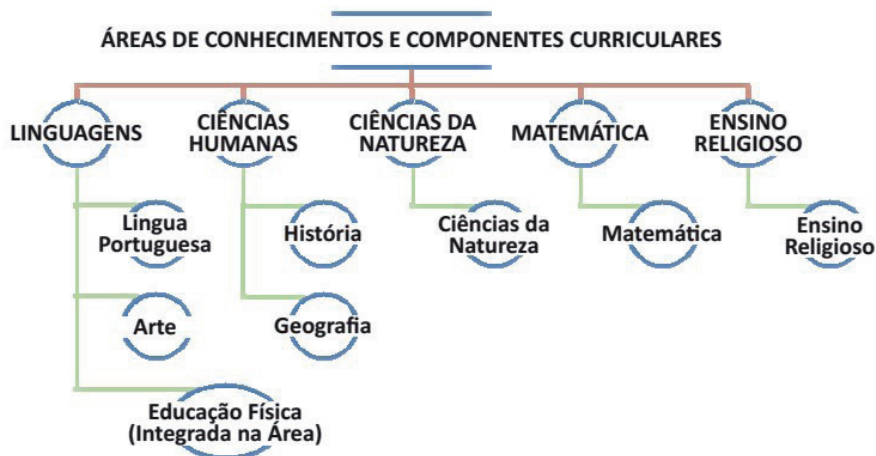 ÁREAS DE CONHECIMENTOS E COMPONENTES CURRICULARES
LINGUAGENS
CIÊNCIAS
HUMANAS
CIÊNCIAS DA
NATUREZA
MATEMÁTICA
ENSINO
RELIGIOSO
Lingua
Portuguesa
História
Ciências da
Natureza
Matemática
Ensino
Religioso
Arte
Geografia
Educação Física
(Integrada na Área)